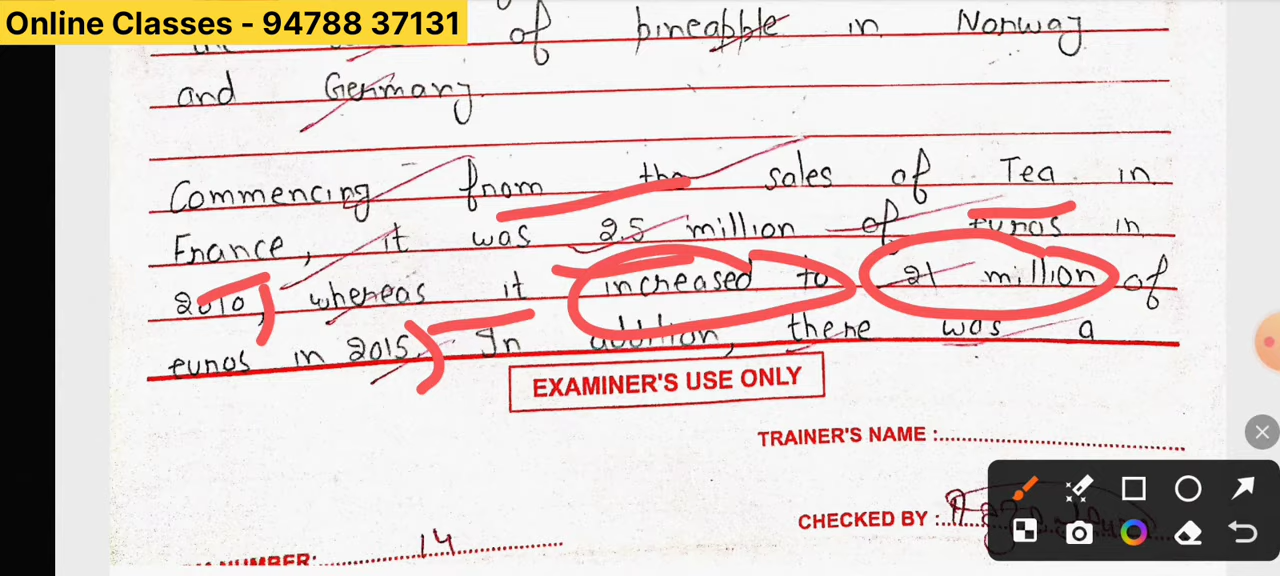 Online Classes - 94788 37131
of pineapple in Norway
and Germany.
Commencing from the sales of Tea in
France, it was 25 million of euros in
2010, whereas it increased to 21 million of
euros in 2015. In addition, there was a
EXAMINER'S USE ONLY
TRAINER'S NAME :
CHECKED BY :
NUMBER: 14